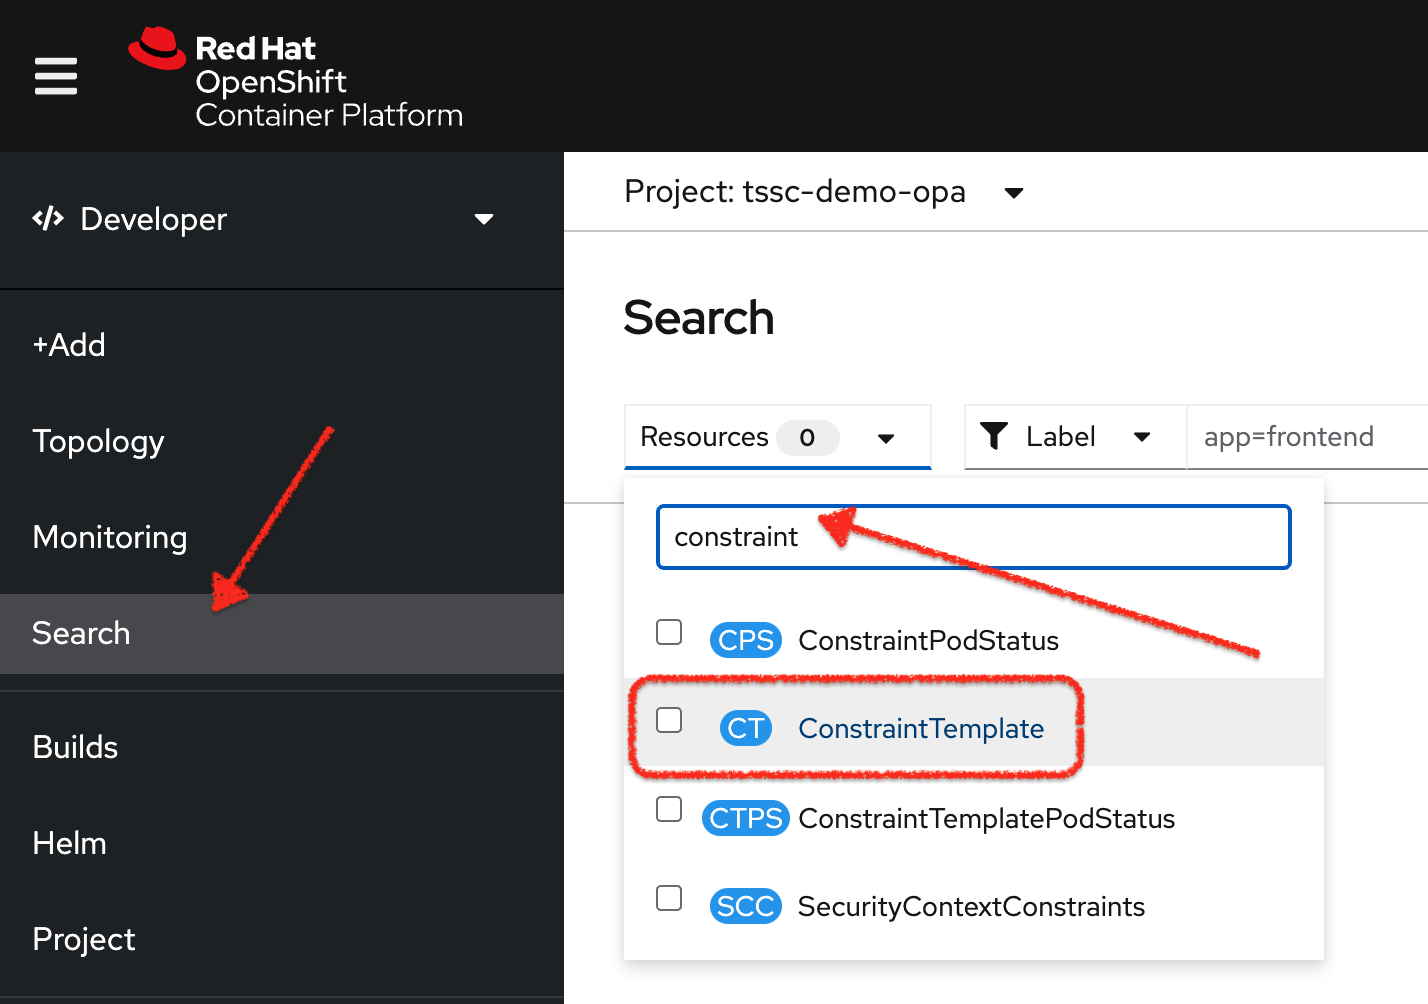 Red Hat
OpenShift
Container Platform
Developer
+Add
Topology
Monitoring
Search
Builds
Helm
Project
Project: tssc-demo-opa
Search
Resources 0
Label
app=frontend
constraint
CPS ConstraintPodStatus
CT ConstraintTemplate
CTPS ConstraintTemplatePodStatus
SCC SecurityContextConstraints